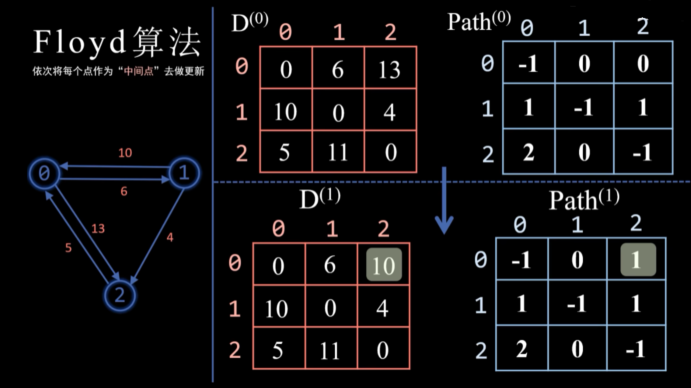 Floyd算法
依次将每个点作为“中间点”去做更新
10
0 1
6
13
5 4
2
D(0) 0 1 2
0 0 6 13
1 10 0 4
2 5 11 0
Path(0) 0 1 2
0 -1 0 0
1 1 -1 1
2 2 0 -1
D(1)
0 1 2
0 0 6 10
1 10 0 4
2 5 11 0
Path(1)
0 1 2
0 -1 0 1
1 1 -1 1
2 2 0 -1